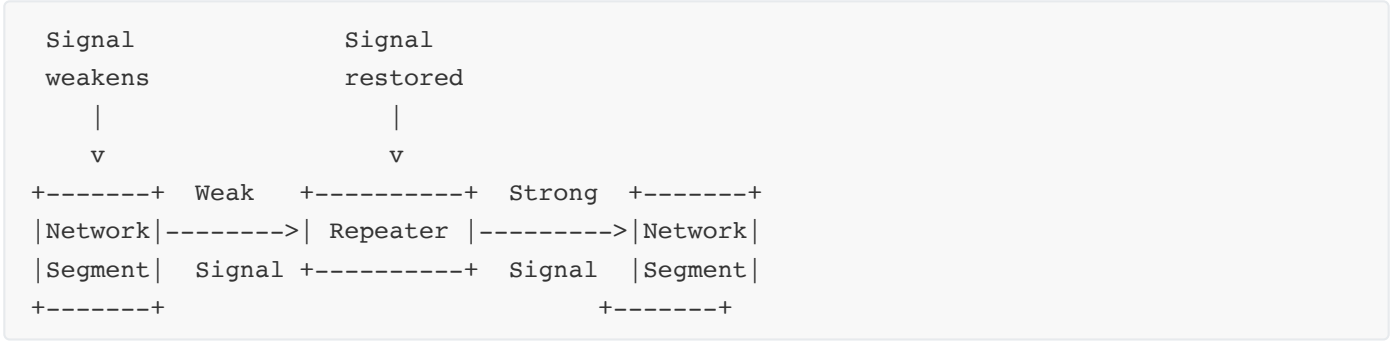 Signal              Signal
 weakens             restored
    |                   |
    v                   v
+-------+  Weak   +----------+  Strong  +-------+
|Network|-------->| Repeater |--------->|Network|
|Segment|  Signal +----------+  Signal  |Segment|
+-------+                             +-------+